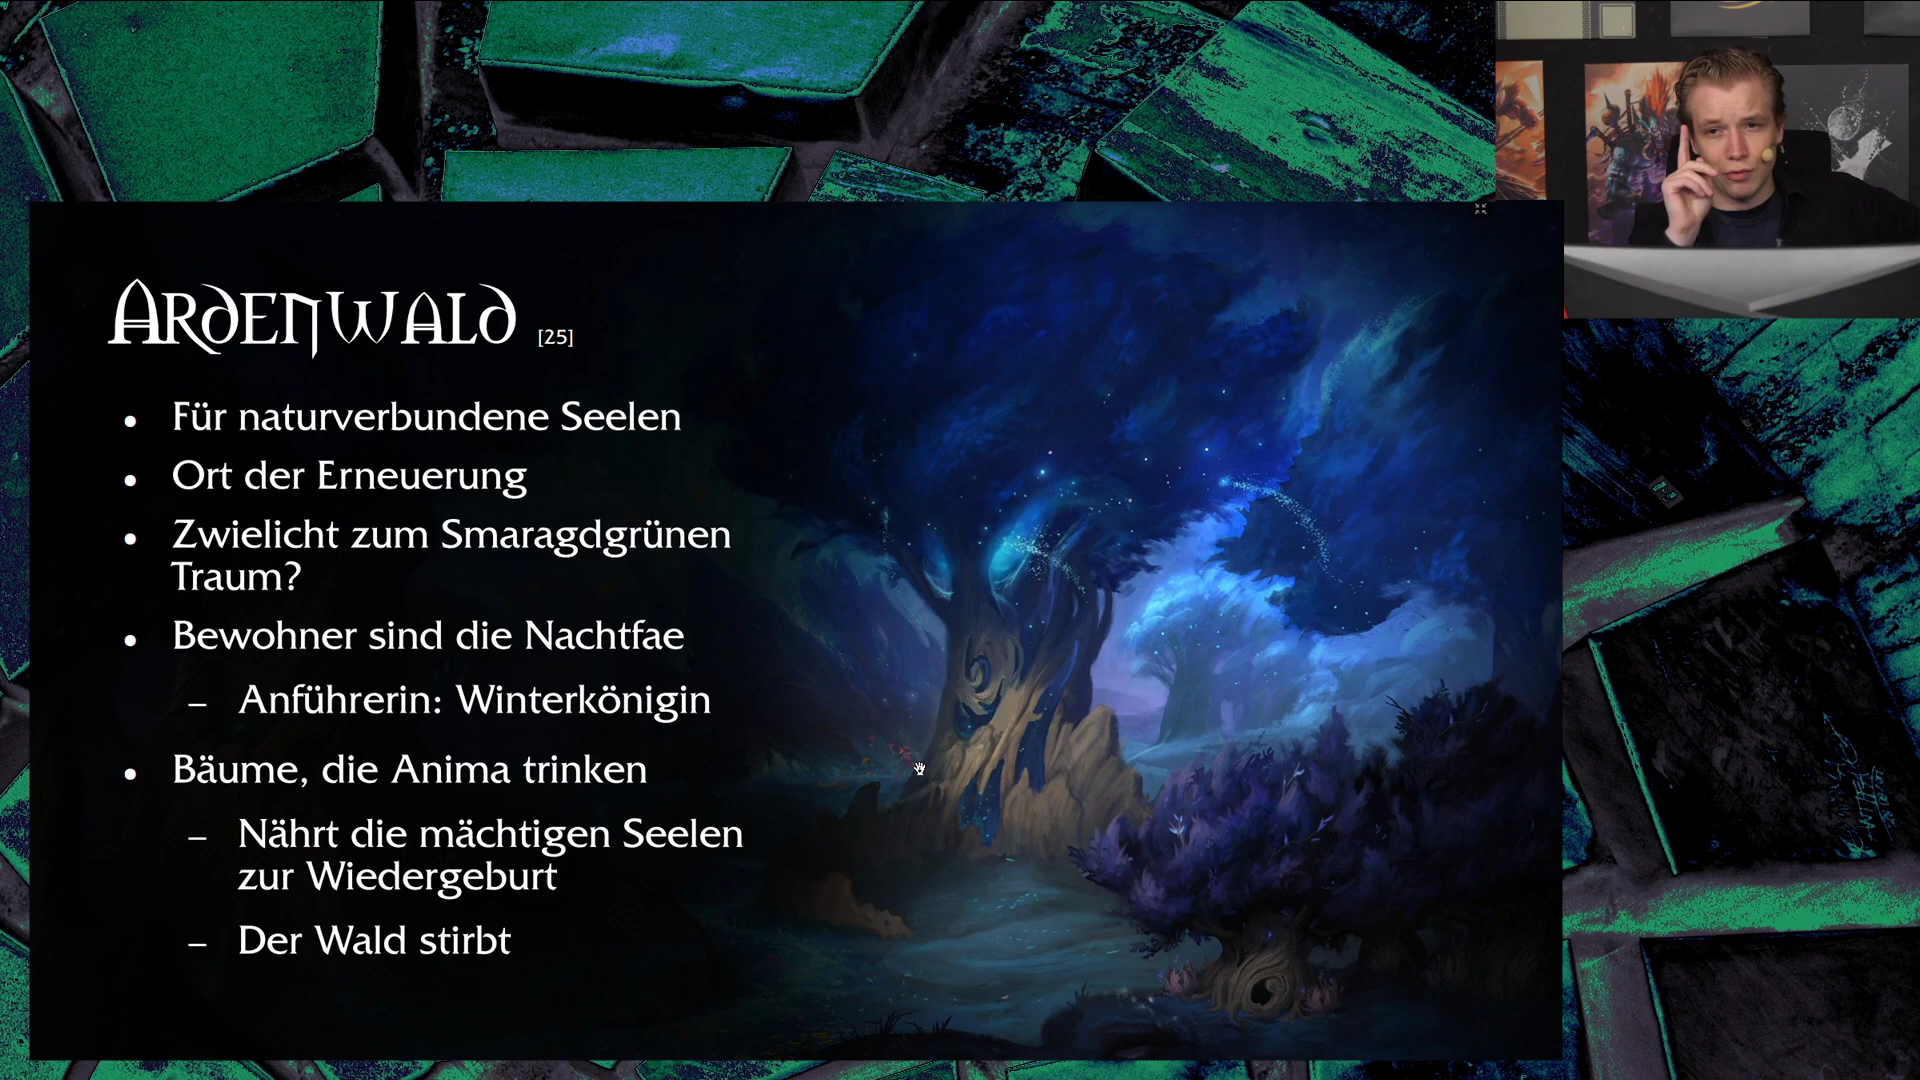 ARDENWALD [25]
• Für naturverbundene Seelen
• Ort der Erneuerung
• Zwielicht zum Smaragdgrünen
Traum?
• Bewohner sind die Nachtfae
– Anführerin: Winterkönigin
• Bäume, die Anima trinken
– Nährt die mächtigen Seelen
zur Wiedergeburt
– Der Wald stirbt